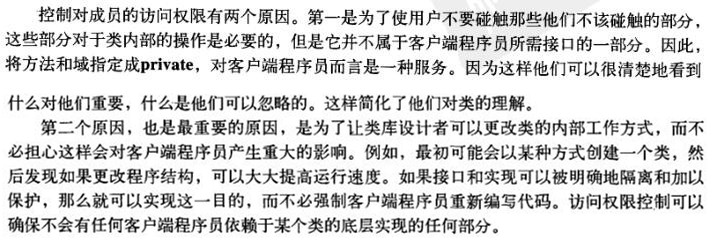 控制对成员的访问权限有两个原因。第一是为了使用户不要碰触那些他们不该碰触的部分，
这些部分对于类内部的操作是必要的，但是它并不属于客户端程序员所需接口的一部分。因此，
将方法和域指定成private，对客户端程序员而言是一种服务。因为这样他们可以很清楚地看到
什么对他们重要，什么是他们可以忽略的。这样简化了他们对类的理解。
第二个原因，也是最重要的原因，是为了让类库设计者可以更改类的内部工作方式，而不
必担心这样会对客户端程序员产生重大的影响。例如，最初可能会以某种方式创建一个类，然
后发现如果更改程序结构，可以大大提高运行速度。如果接口和实现可以被明确地隔离和加以
保护，那么就可以实现这一目的，而不必强制客户端程序员重新编写代码。访问权限控制可以
确保不会有任何客户端程序员依赖于某个类的底层实现的任何部分。